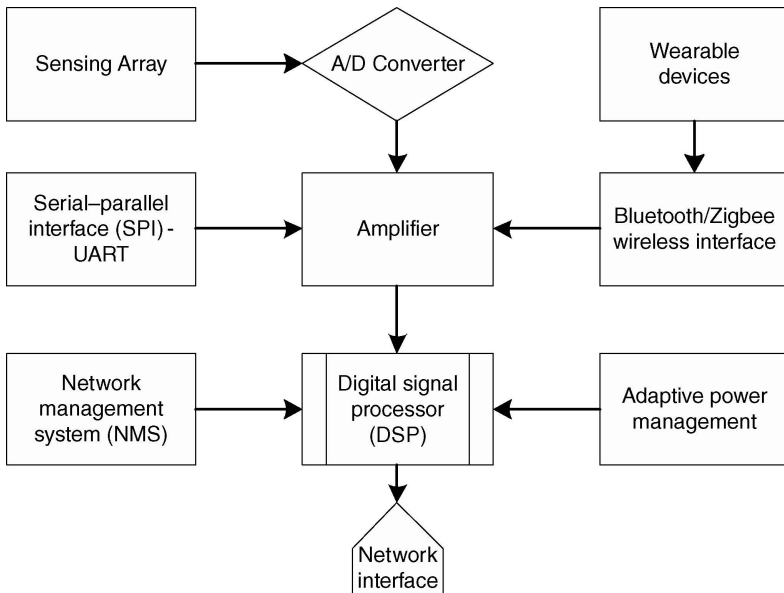 Sensing Array
A/D Converter
Wearable
devices
Serial–parallel
interface (SPI) -
UART
Amplifier
Bluetooth/Zigbee
wireless interface
Network
management
system (NMS)
Digital signal
processor
(DSP)
Adaptive power
management
Network
interface